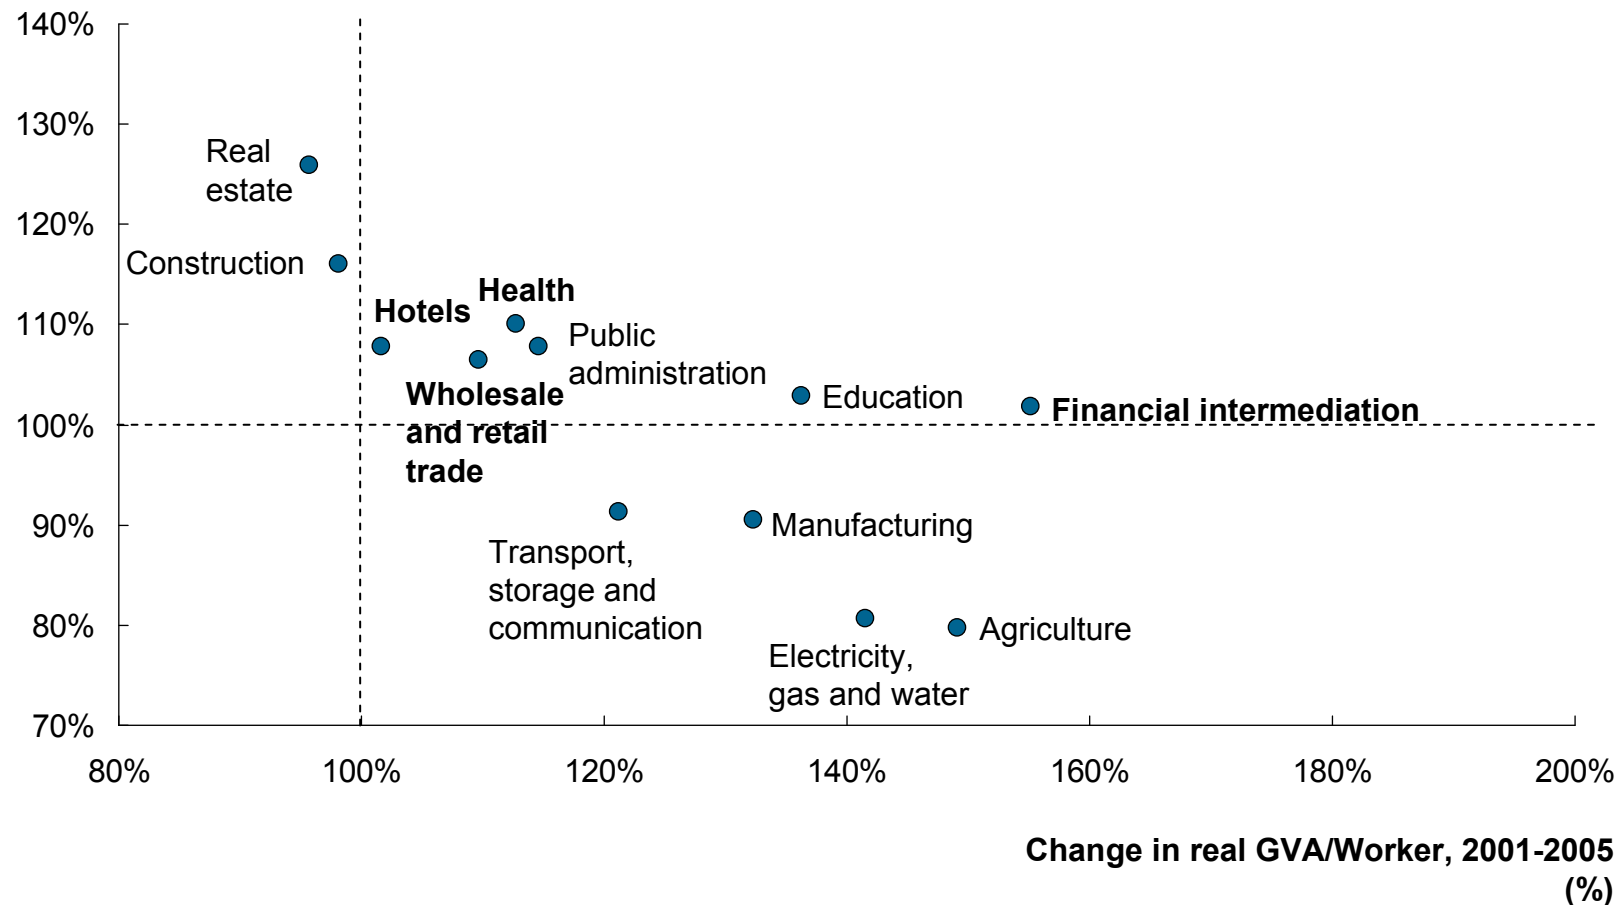 140%
130%
Real
estate
120%
Construction
Health
Hotels
110%
Public
administration
Wholesale
and retail
trade
Education
Financial intermediation
100%
90%
Manufacturing
Transport,
storage and
communication
80%
Agriculture
Electricity,
gas and water
70%
80%
100%
120%
140%
160%
180%
200%
Change in real GVA/Worker, 2001-2005
(%)